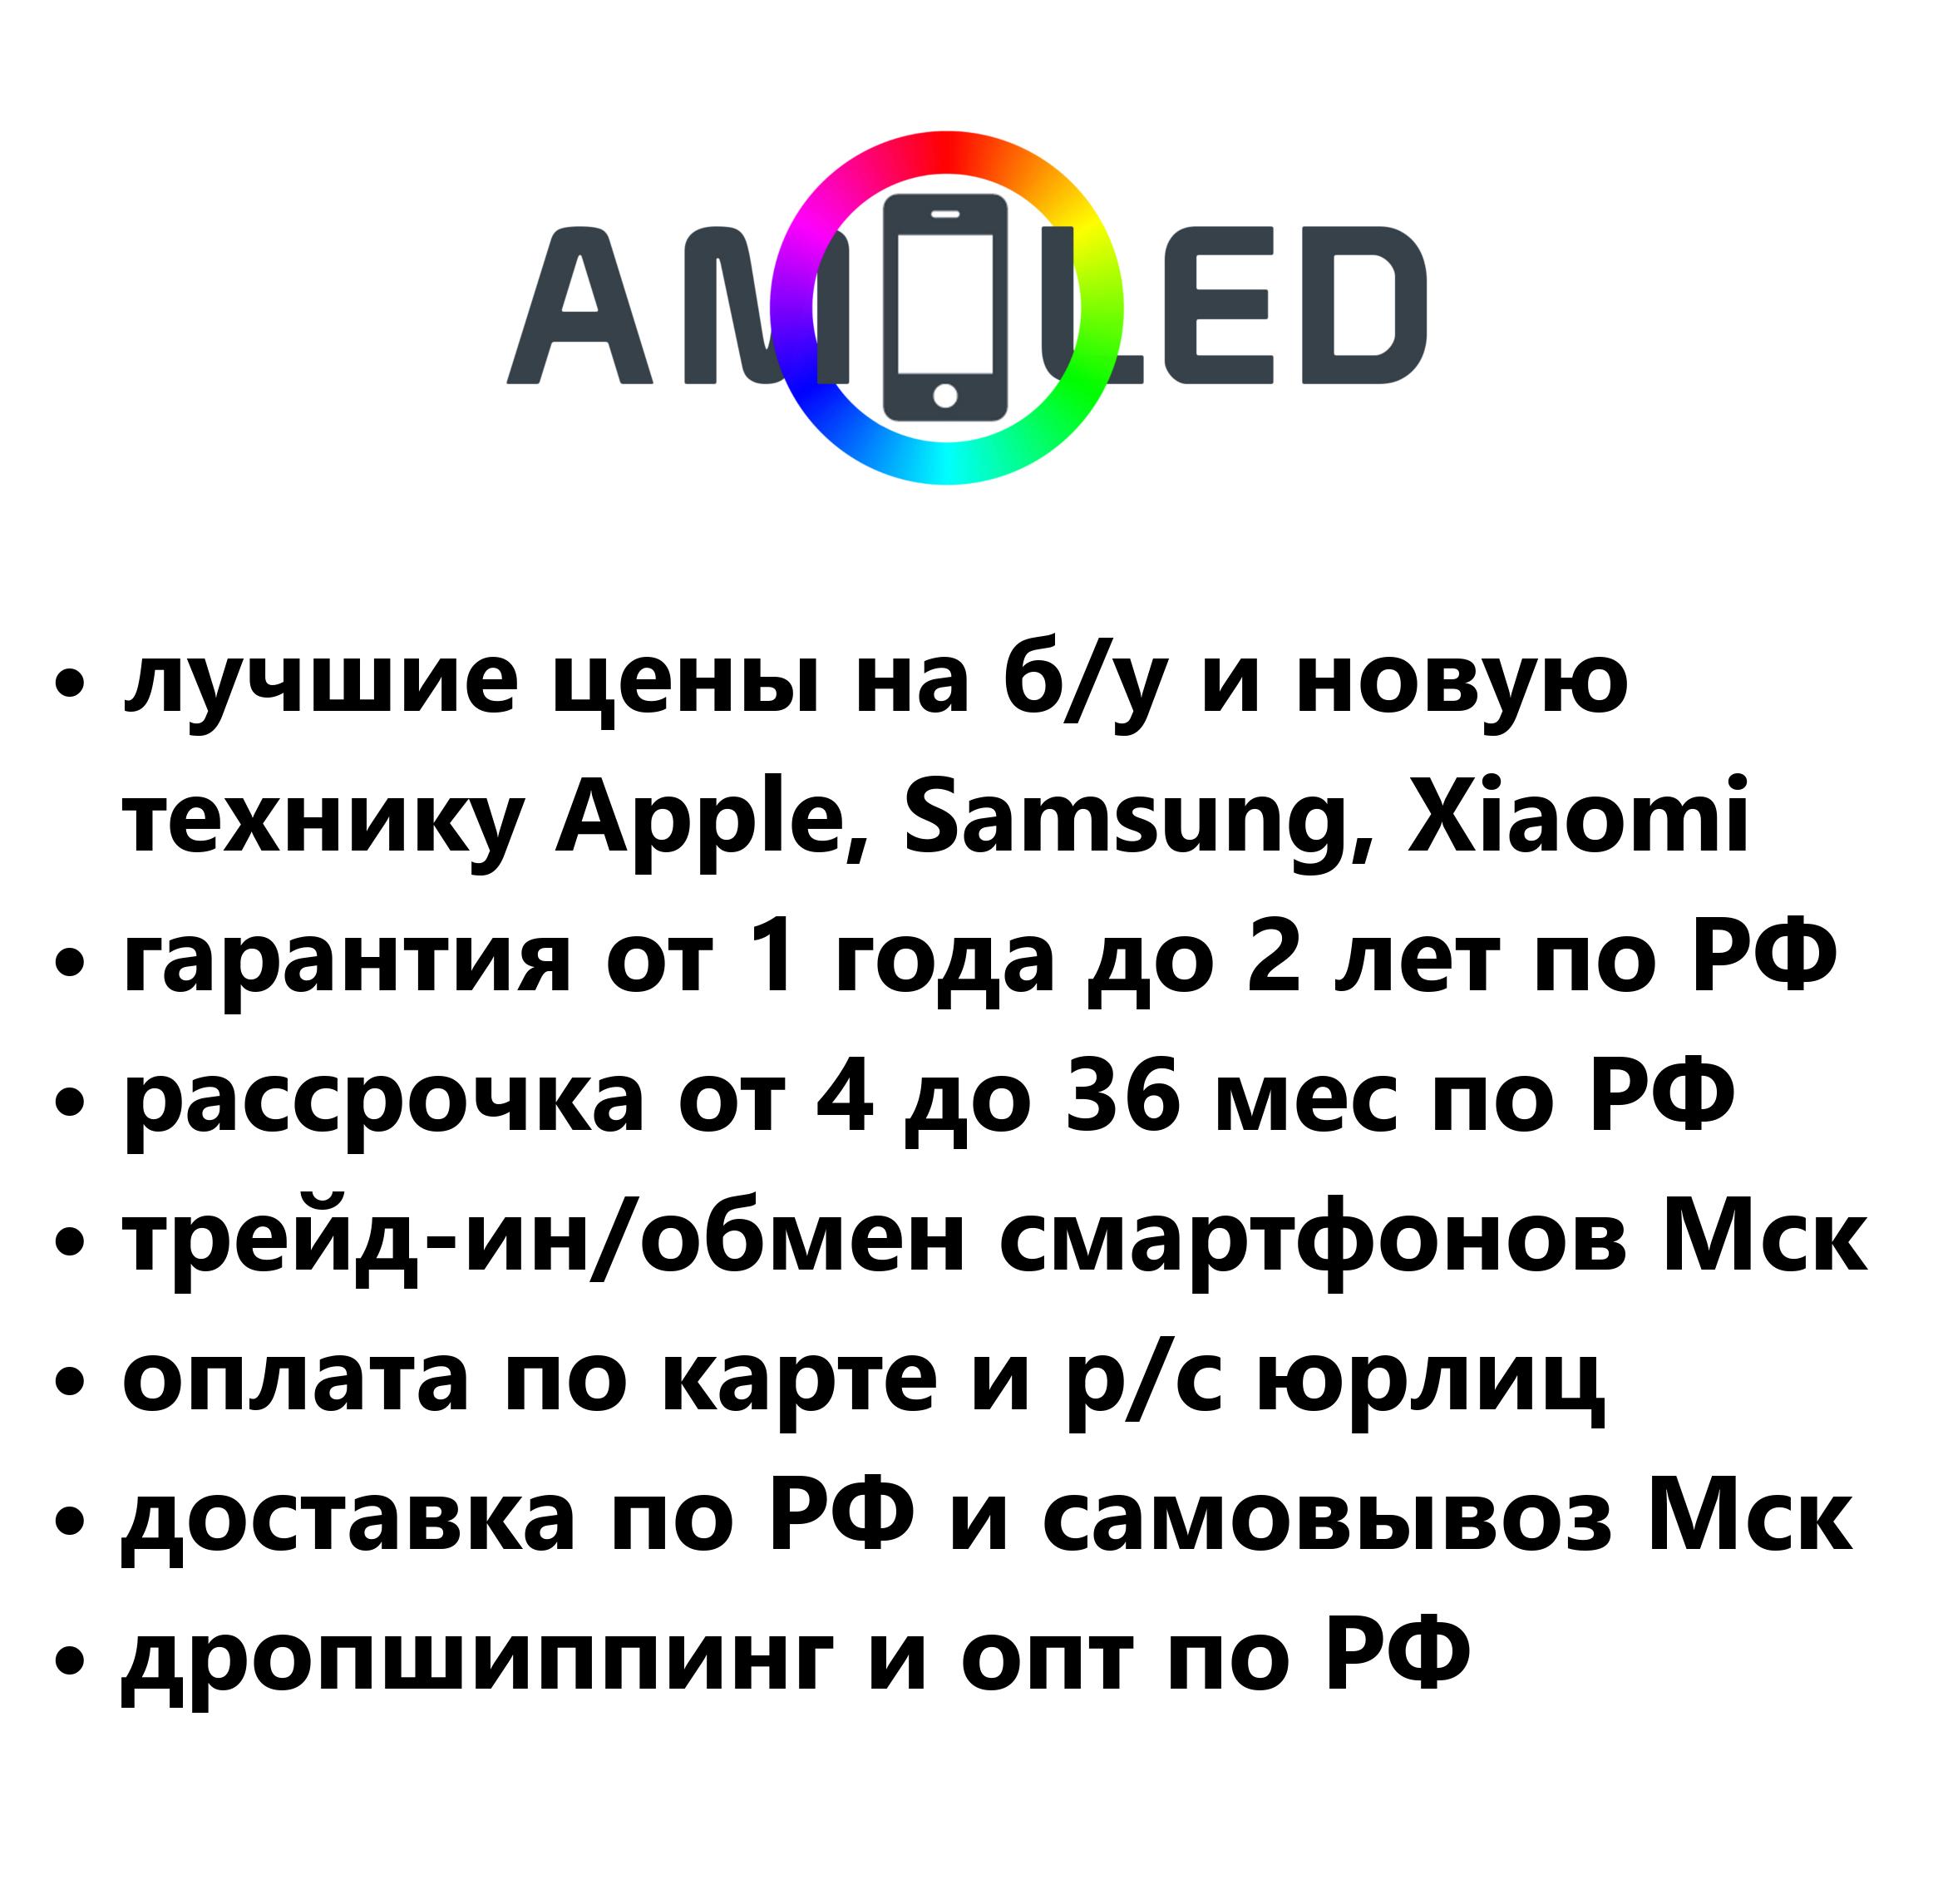 AMOLED
• лучшие цены на б/у и новую
технику Apple, Samsung, Xiaomi
• гарантия от 1 года до 2 лет по РФ
• рассрочка от 4 до 36 мес по РФ
• трейд-ин/обмен смартфонов Мск
• оплата по карте и р/с юрлиц
• доставка по РФ и самовывоз Мск
• дропшиппинг и опт по РФ